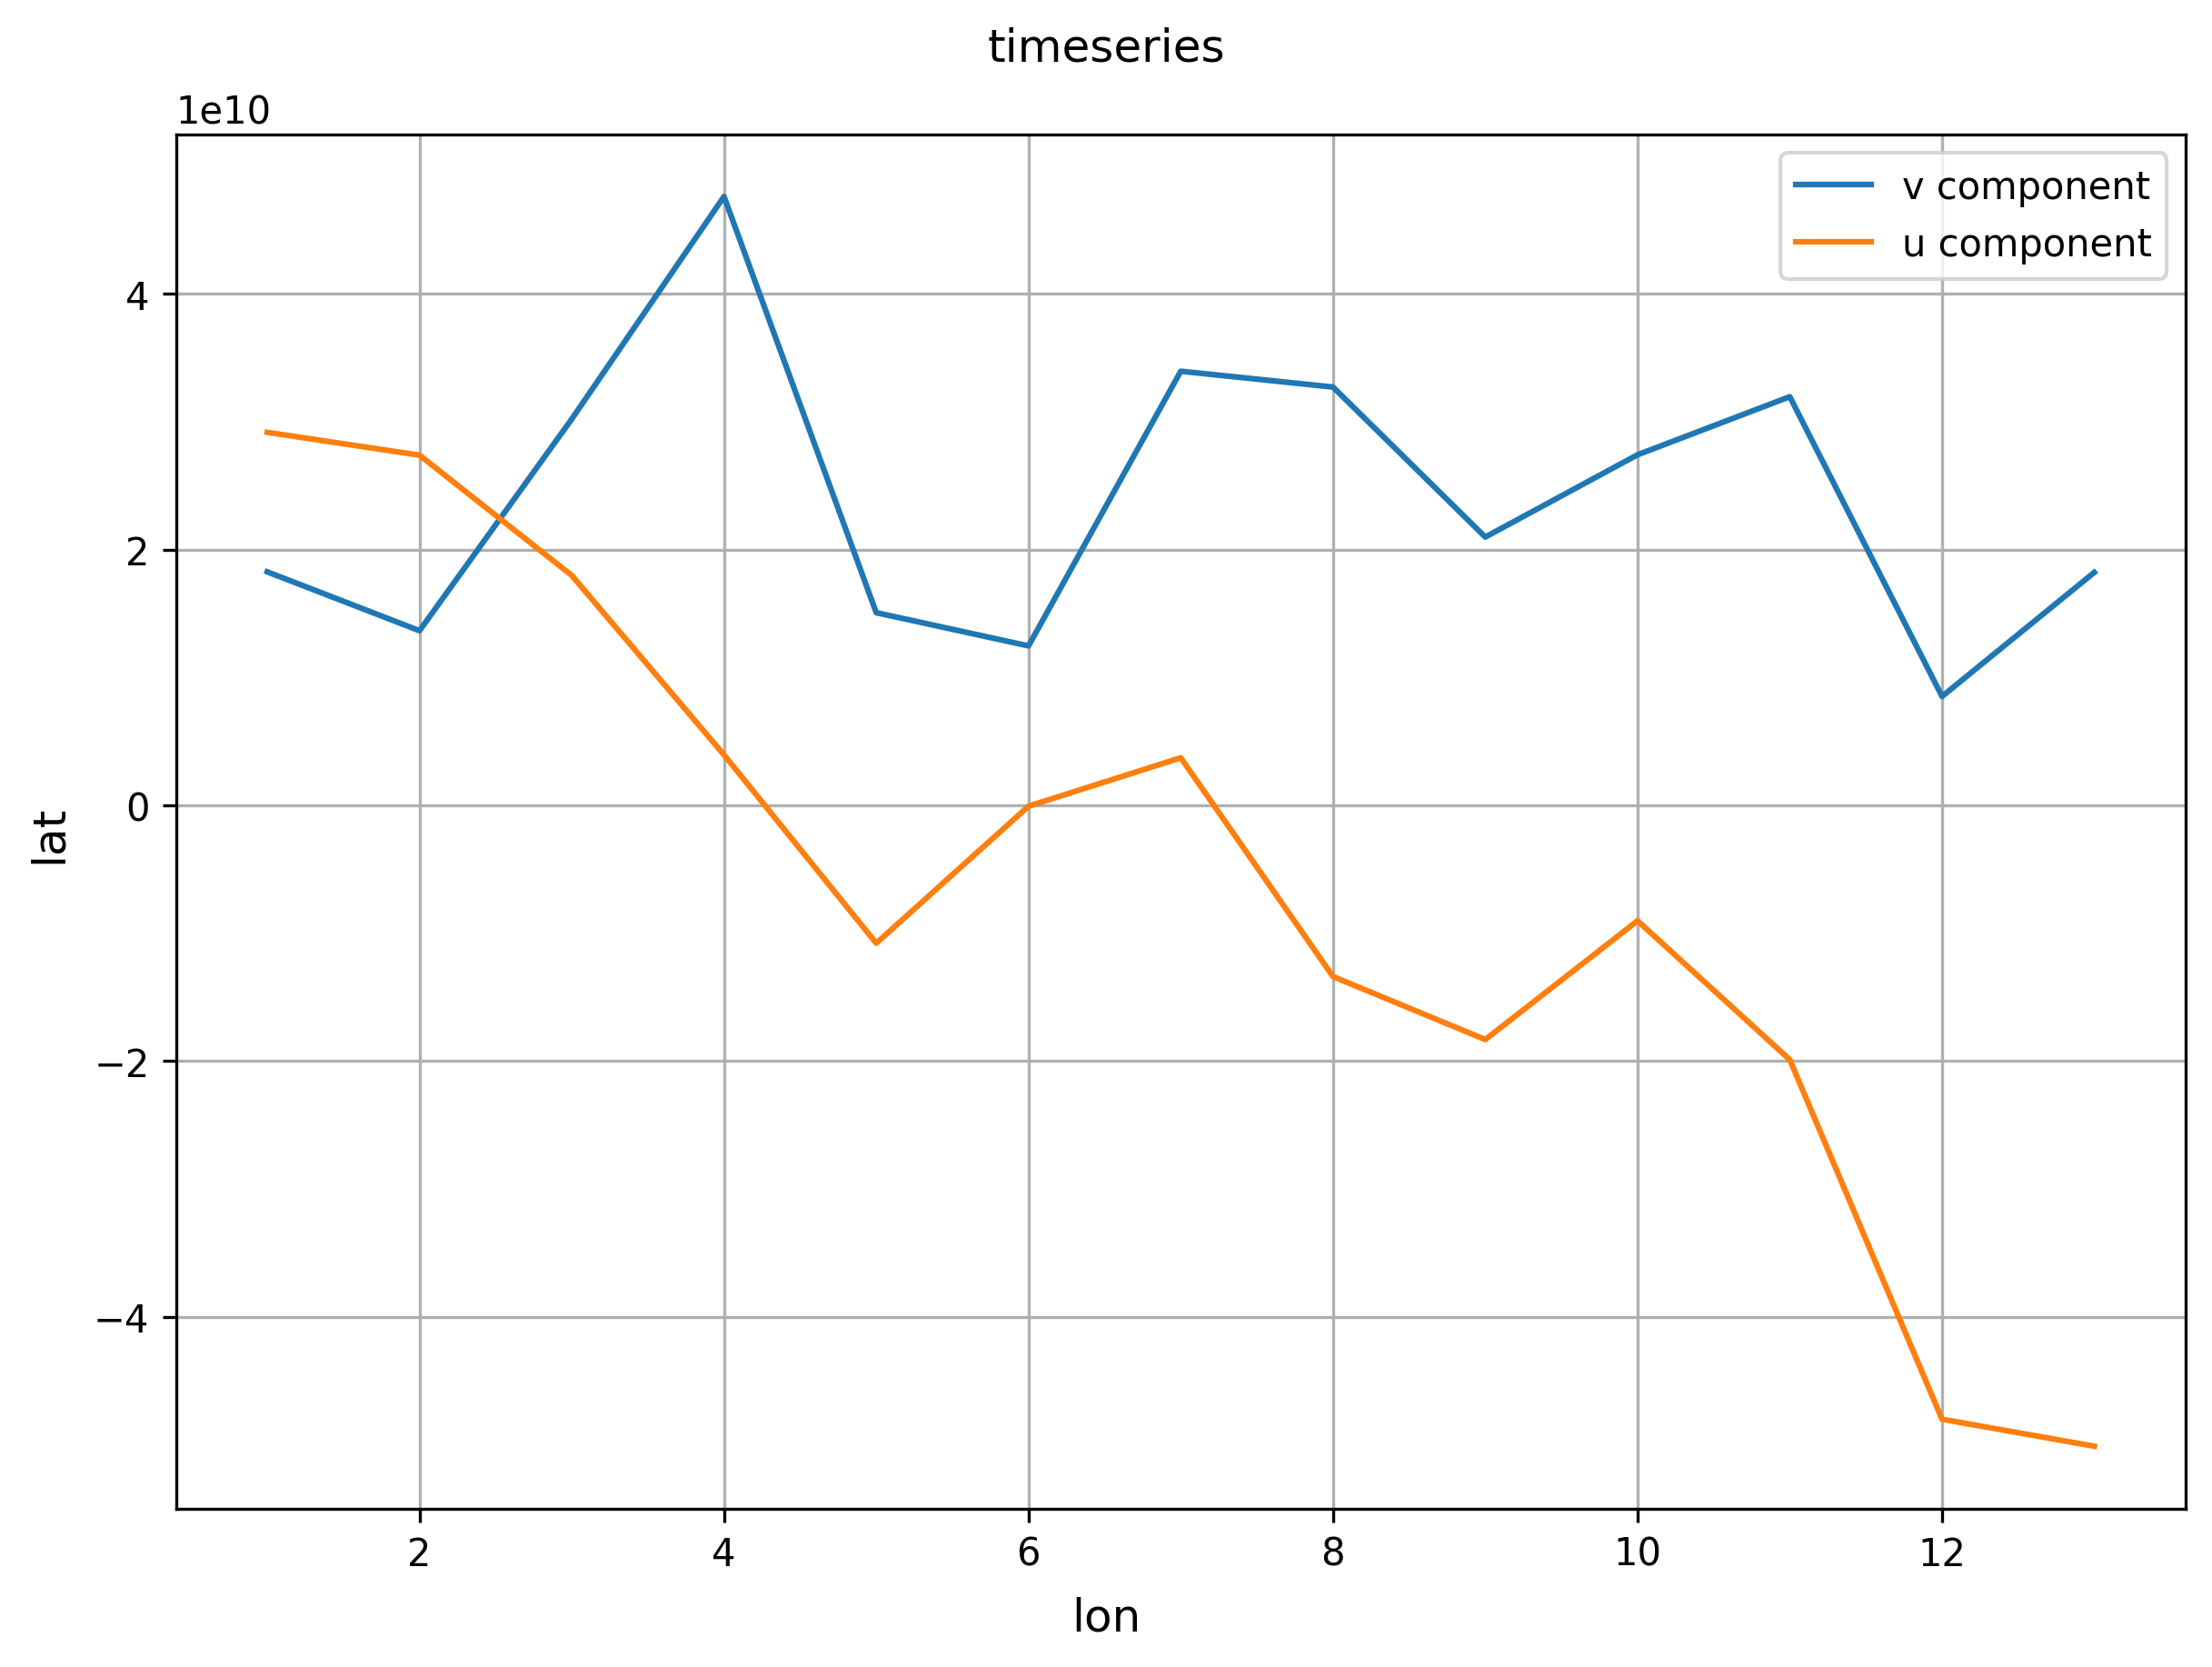 timeseries
1e10
v component
u component
4
2
0
−2
−4
lat
2 4 6 8 10 12
lon